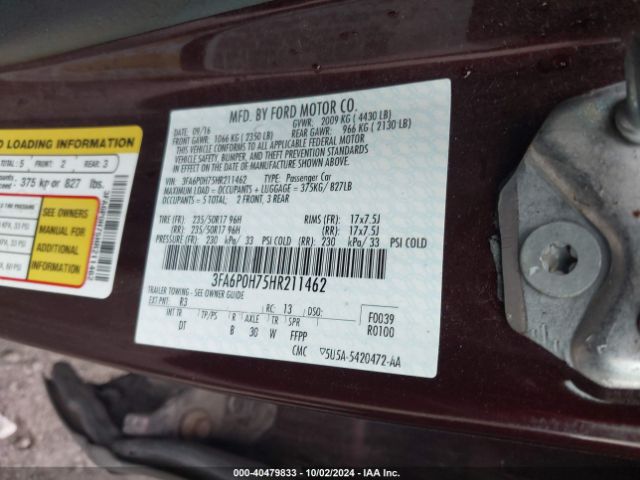 MFD. BY FORD MOTOR CO.
09/16 GVWR: 2009 KG ( 4430 LB)
FRONT GAWR: 1066 KG ( 2350 LB) REAR GAWR: 966 KG ( 2130 LB)
THIS VEHICLE CONFORMS TO ALL APPLICABLE FEDERAL MOTOR
VEHICLE SAFETY, BUMPER, AND THEFT PREVENTION STANDARDS
IN EFFECT ON THE DATE OF MANUFACTURE SHOWN ABOVE.
VIN: 3FA6P0H75HR211462 TYPE: Passenger Car
MAXIMUM LOAD = OCCUPANTS + LUGGAGE = 375KG/ 827LB
OCCUPANTS = 5 TOTAL: 2 FRONT, 3 REAR
TIRE (FR): 235/50R17 96H RIMS (FR): 17x7.5J
(RR): 235/50R17 96H (RR): 17x7.5J
PRESSURE (FR): 230 kPa/ 33 PSI COLD (RR): 230 kPa/ 33 PSI COLD
3FA6P0H75HR211462
TRAILER TOWING - SEE OWNER GUIDE
EXT PNT: R3 RC: 13 DSO: F0039
INT TR TP/PS R AXLE TR SPR R0100
DT B 30 W FFPP
CMC 5U5A-5420472-AA
LOADING INFORMATION
TOTAL: 5 FRONT: 2 REAR: 3
375 kg or 827 lbs.
SEE OWNERS
MANUAL FOR
ADDITIONAL
INFORMATION
Copart: 000-40479833 - 10/02/2024 - IAA Inc.